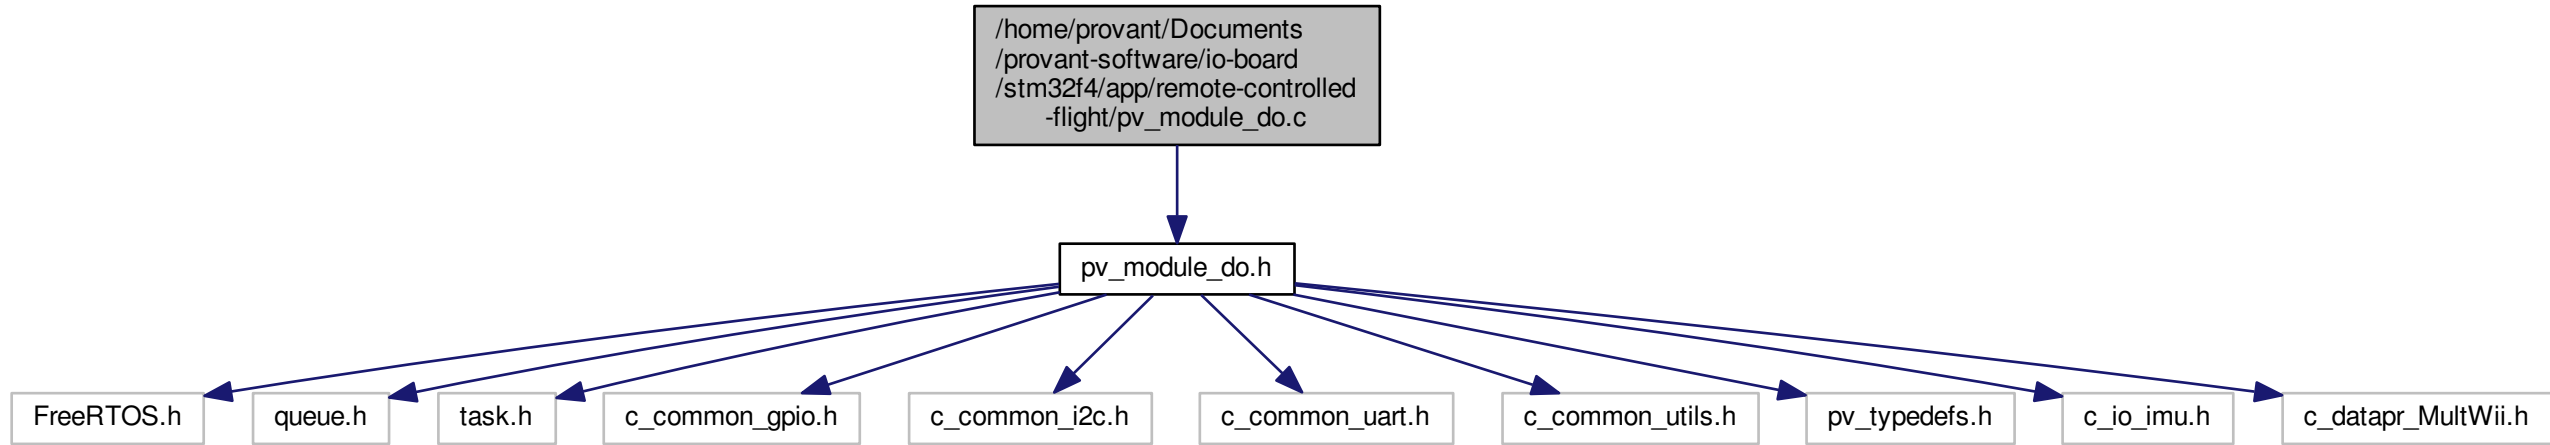 /home/provant/Documents
/provant-software/io-board
/stm32f4/app/remote-controlled
-flight/pv_module_do.c
pv_module_do.h
FreeRTOS.h
queue.h
task.h
c_common_gpio.h
c_common_i2c.h
c_common_uart.h
c_common_utils.h
pv_typedefs.h
c_io_imu.h
c_datapr_MultWii.h